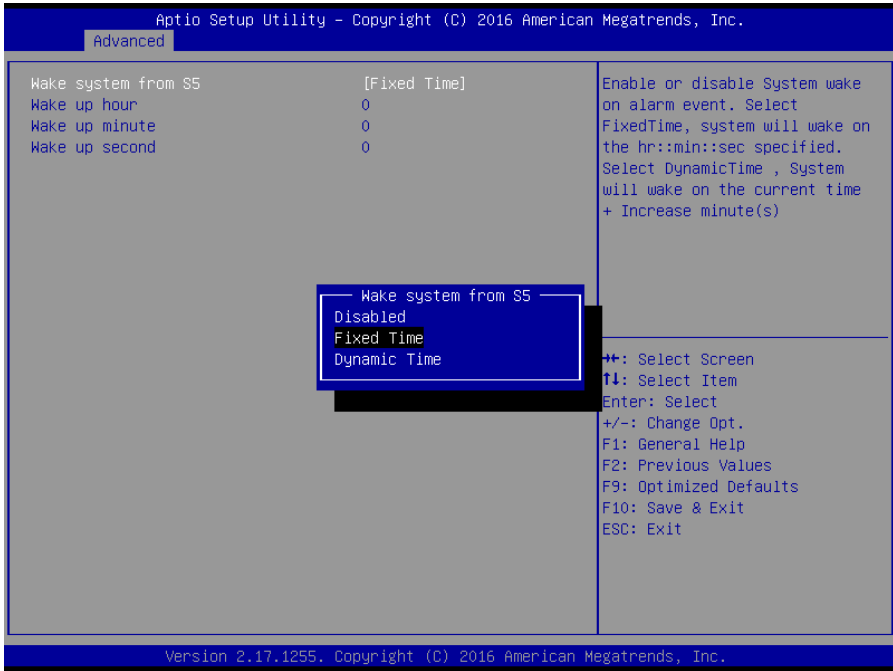 Aptio Setup Utility – Copyright (C) 2016 American Megatrends, Inc.
Advanced
Wake system from S5 [Fixed Time]
Wake up hour 0
Wake up minute 0
Wake up second 0
Enable or disable System wake
on alarm event. Select
FixedTime, system will wake on
the hr::min::sec specified.
Select DynamicTime , System
will wake on the current time
+ Increase minute(s)
Wake system from S5
Disabled
Fixed Time
Dynamic Time
→←: Select Screen
↑↓: Select Item
Enter: Select
+/-: Change Opt.
F1: General Help
F2: Previous Values
F9: Optimized Defaults
F10: Save & Exit
ESC: Exit
Version 2.17.1255. Copyright (C) 2016 American Megatrends, Inc.